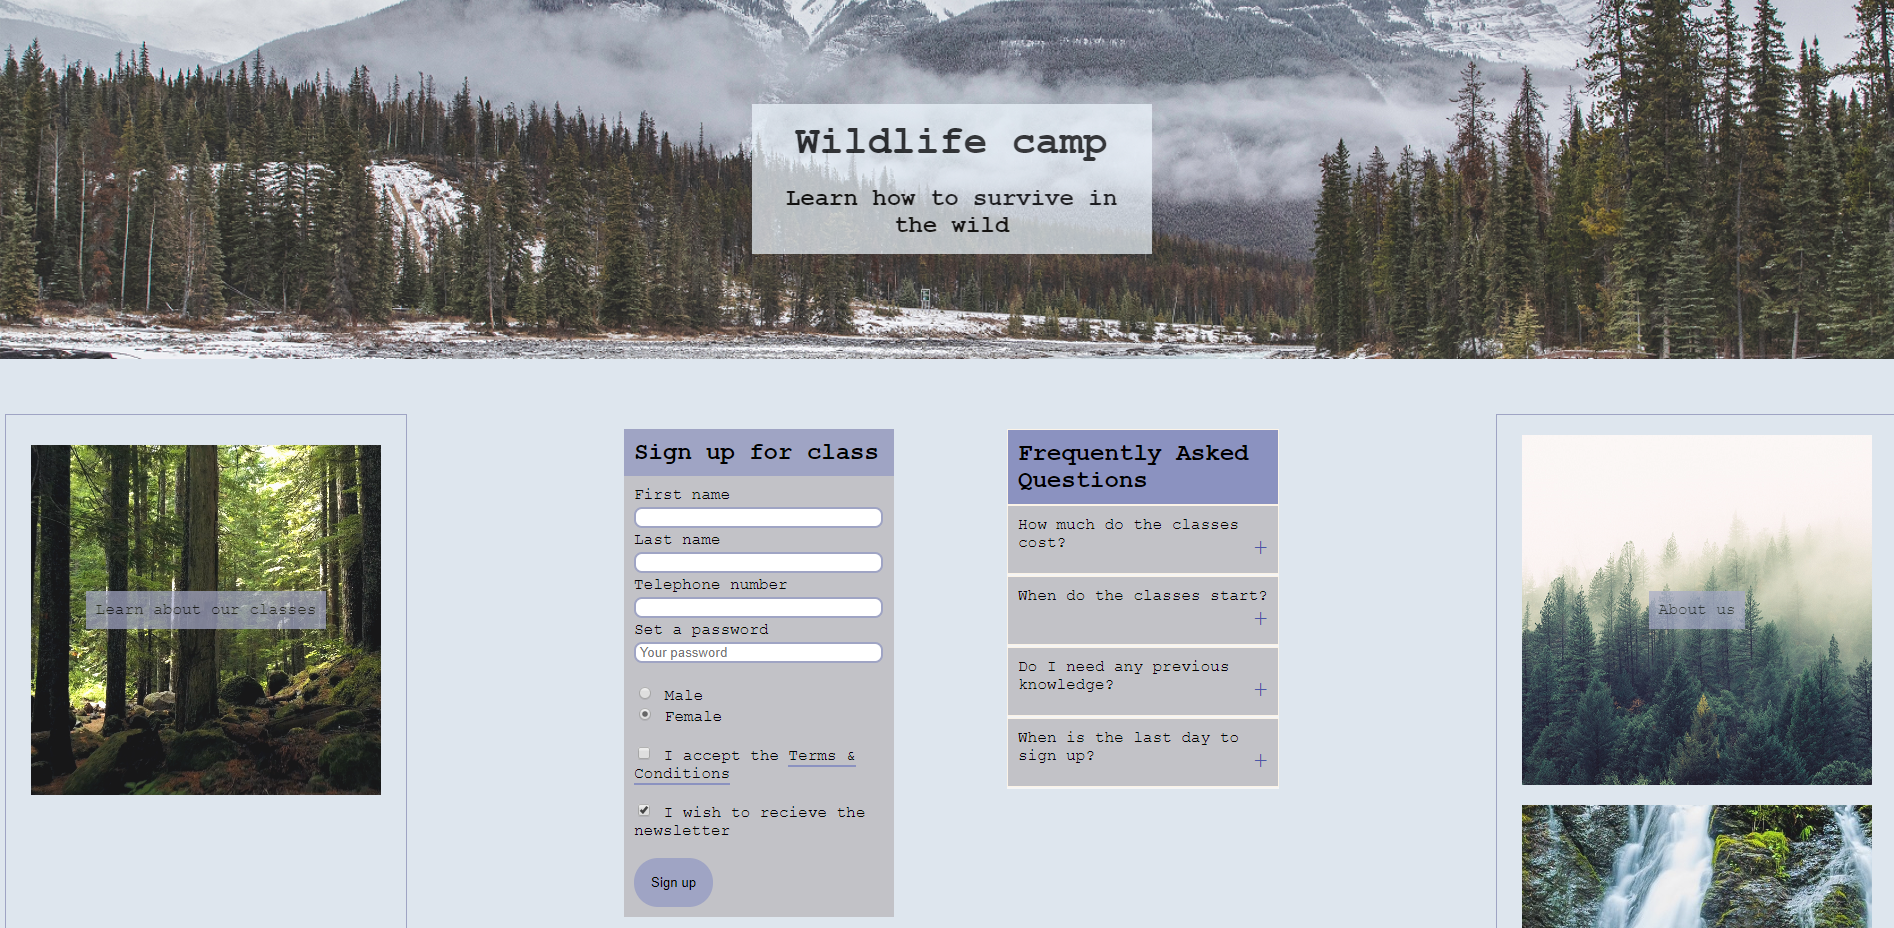 Wildlife camp
Learn how to survive in
the wild
Learn about our classes
Sign up for class
First name
Last name
Telephone number
Set a password
Your password
Male
Female
I accept the Terms &
Conditions
I wish to recieve the
newsletter
Sign up
Frequently Asked
Questions
How much do the classes
cost?
+
When do the classes start?
+
Do I need any previous
knowledge?
+
When is the last day to
sign up?
+
About us